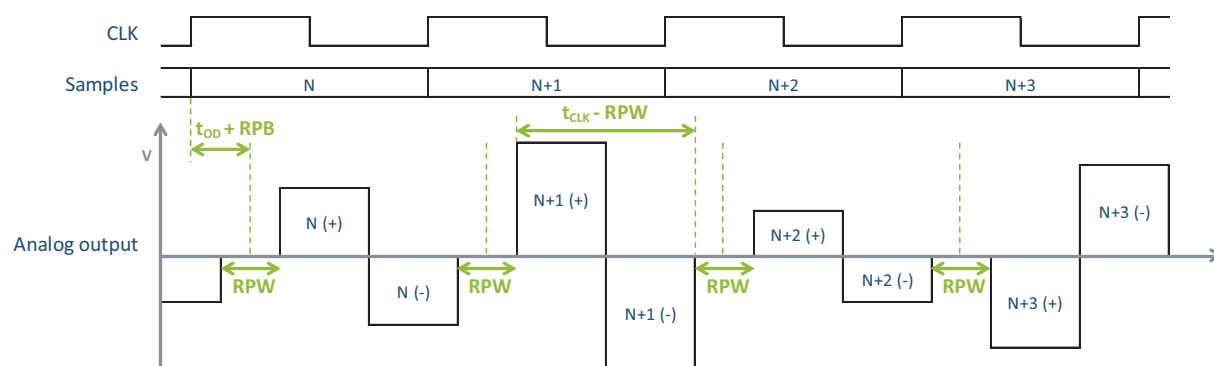 CLK
Samples
N
N+1
N+2
N+3
tOD + RPB
tCLK - RPW
V
N (+)
N+1 (+)
N+2 (+)
N+3 (-)
Analog output
RPW
RPW
RPW
RPW
N (-)
N+1 (-)
N+2 (-)
N+3 (+)